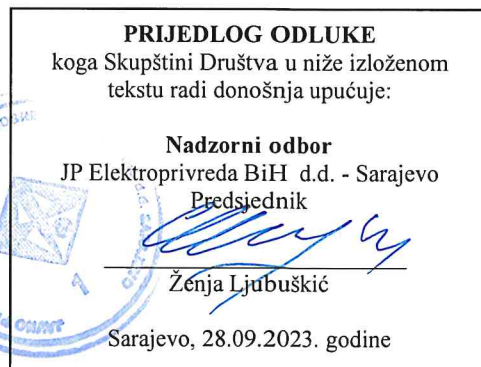 PRIJEDLOG ODLUKE
koga Skupštini Društva u niže izloženom
tekstu radi donošnja upućuje:
Nadzorni odbor
JP Elektroprivreda BiH d.d. - Sarajevo
Predsjednik
Ženja Ljubuškić
Sarajevo, 28.09.2023. godine
1